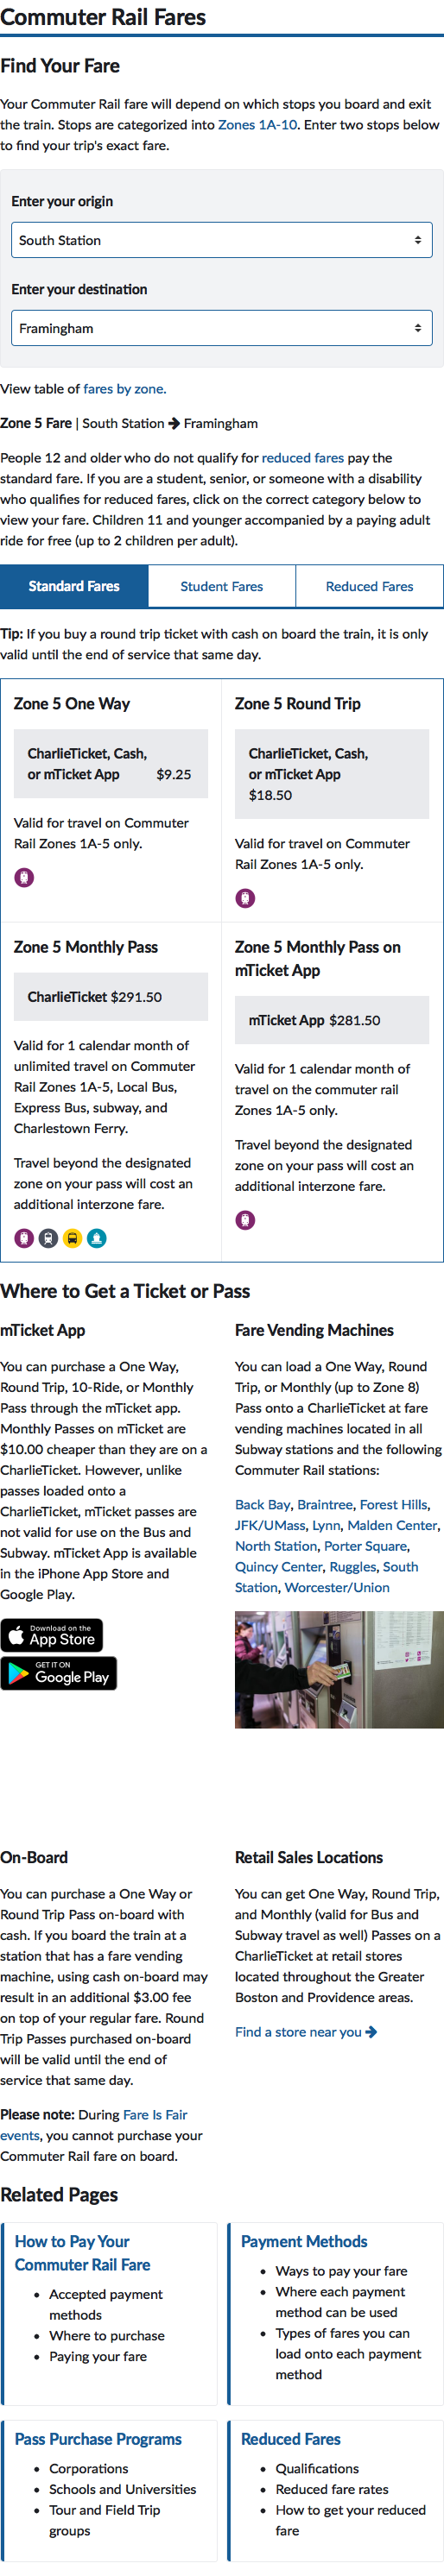 Commuter Rail Fares
Find Your Fare
Your Commuter Rail fare will depend on which stops you board and exit
the train. Stops are categorized into Zones 1A-10. Enter two stops below
to find your trip's exact fare.
Enter your origin
South Station
Enter your destination
Framingham
View table of fares by zone.
Zone 5 Fare | South Station → Framingham
People 12 and older who do not qualify for reduced fares pay the
standard fare. If you are a student, senior, or someone with a disability
who qualifies for reduced fares, click on the correct category below to
view your fare. Children 11 and younger accompanied by a paying adult
ride for free (up to 2 children per adult).
Standard Fares
Student Fares
Reduced Fares
Tip: If you buy a round trip ticket with cash on board the train, it is only
valid until the end of service that same day.
Zone 5 One Way
CharlieTicket, Cash,
or mTicket App $9.25
Valid for travel on Commuter
Rail Zones 1A-5 only.
Zone 5 Round Trip
CharlieTicket, Cash,
or mTicket App
$18.50
Valid for travel on Commuter
Rail Zones 1A-5 only.
Zone 5 Monthly Pass
CharlieTicket $291.50
Valid for 1 calendar month of
unlimited travel on Commuter
Rail Zones 1A-5, Local Bus,
Express Bus, subway, and
Charlestown Ferry.
Travel beyond the designated
zone on your pass will cost an
additional interzone fare.
Zone 5 Monthly Pass on
mTicket App
mTicket App $281.50
Valid for 1 calendar month of
travel on the commuter rail
Zones 1A-5 only.
Travel beyond the designated
zone on your pass will cost an
additional interzone fare.
Where to Get a Ticket or Pass
mTicket App
You can purchase a One Way,
Round Trip, 10-Ride, or Monthly
Pass through the mTicket app.
Monthly Passes on mTicket are
$10.00 cheaper than they are on a
CharlieTicket. However, unlike
passes loaded onto a
CharlieTicket, mTicket passes are
not valid for use on the Bus and
Subway. mTicket App is available
in the iPhone App Store and
Google Play.
Download on the
App Store
GET IT ON
Google Play
Fare Vending Machines
You can load a One Way, Round
Trip, or Monthly (up to Zone 8)
Pass onto a CharlieTicket at fare
vending machines located in all
Subway stations and the following
Commuter Rail stations:
Back Bay, Braintree, Forest Hills,
JFK/UMass, Lynn, Malden Center,
North Station, Porter Square,
Quincy Center, Ruggles, South
Station, Worcester/Union
On-Board
You can purchase a One Way or
Round Trip Pass on-board with
cash. If you board the train at a
station that has a fare vending
machine, using cash on-board may
result in an additional $3.00 fee
on top of your regular fare. Round
Trip Passes purchased on-board
will be valid until the end of
service that same day.
Please note: During Fare Is Fair
events, you cannot purchase your
Commuter Rail fare on board.
Retail Sales Locations
You can get One Way, Round Trip,
and Monthly (valid for Bus and
Subway travel as well) Passes on a
CharlieTicket at retail stores
located throughout the Greater
Boston and Providence areas.
Find a store near you →
Related Pages
How to Pay Your
Commuter Rail Fare
• Accepted payment
methods
• Where to purchase
• Paying your fare
Payment Methods
• Ways to pay your fare
• Where each payment
method can be used
• Types of fares you can
load onto each payment
method
Pass Purchase Programs
• Corporations
• Schools and Universities
• Tour and Field Trip
groups
Reduced Fares
• Qualifications
• Reduced fare rates
• How to get your reduced
fare